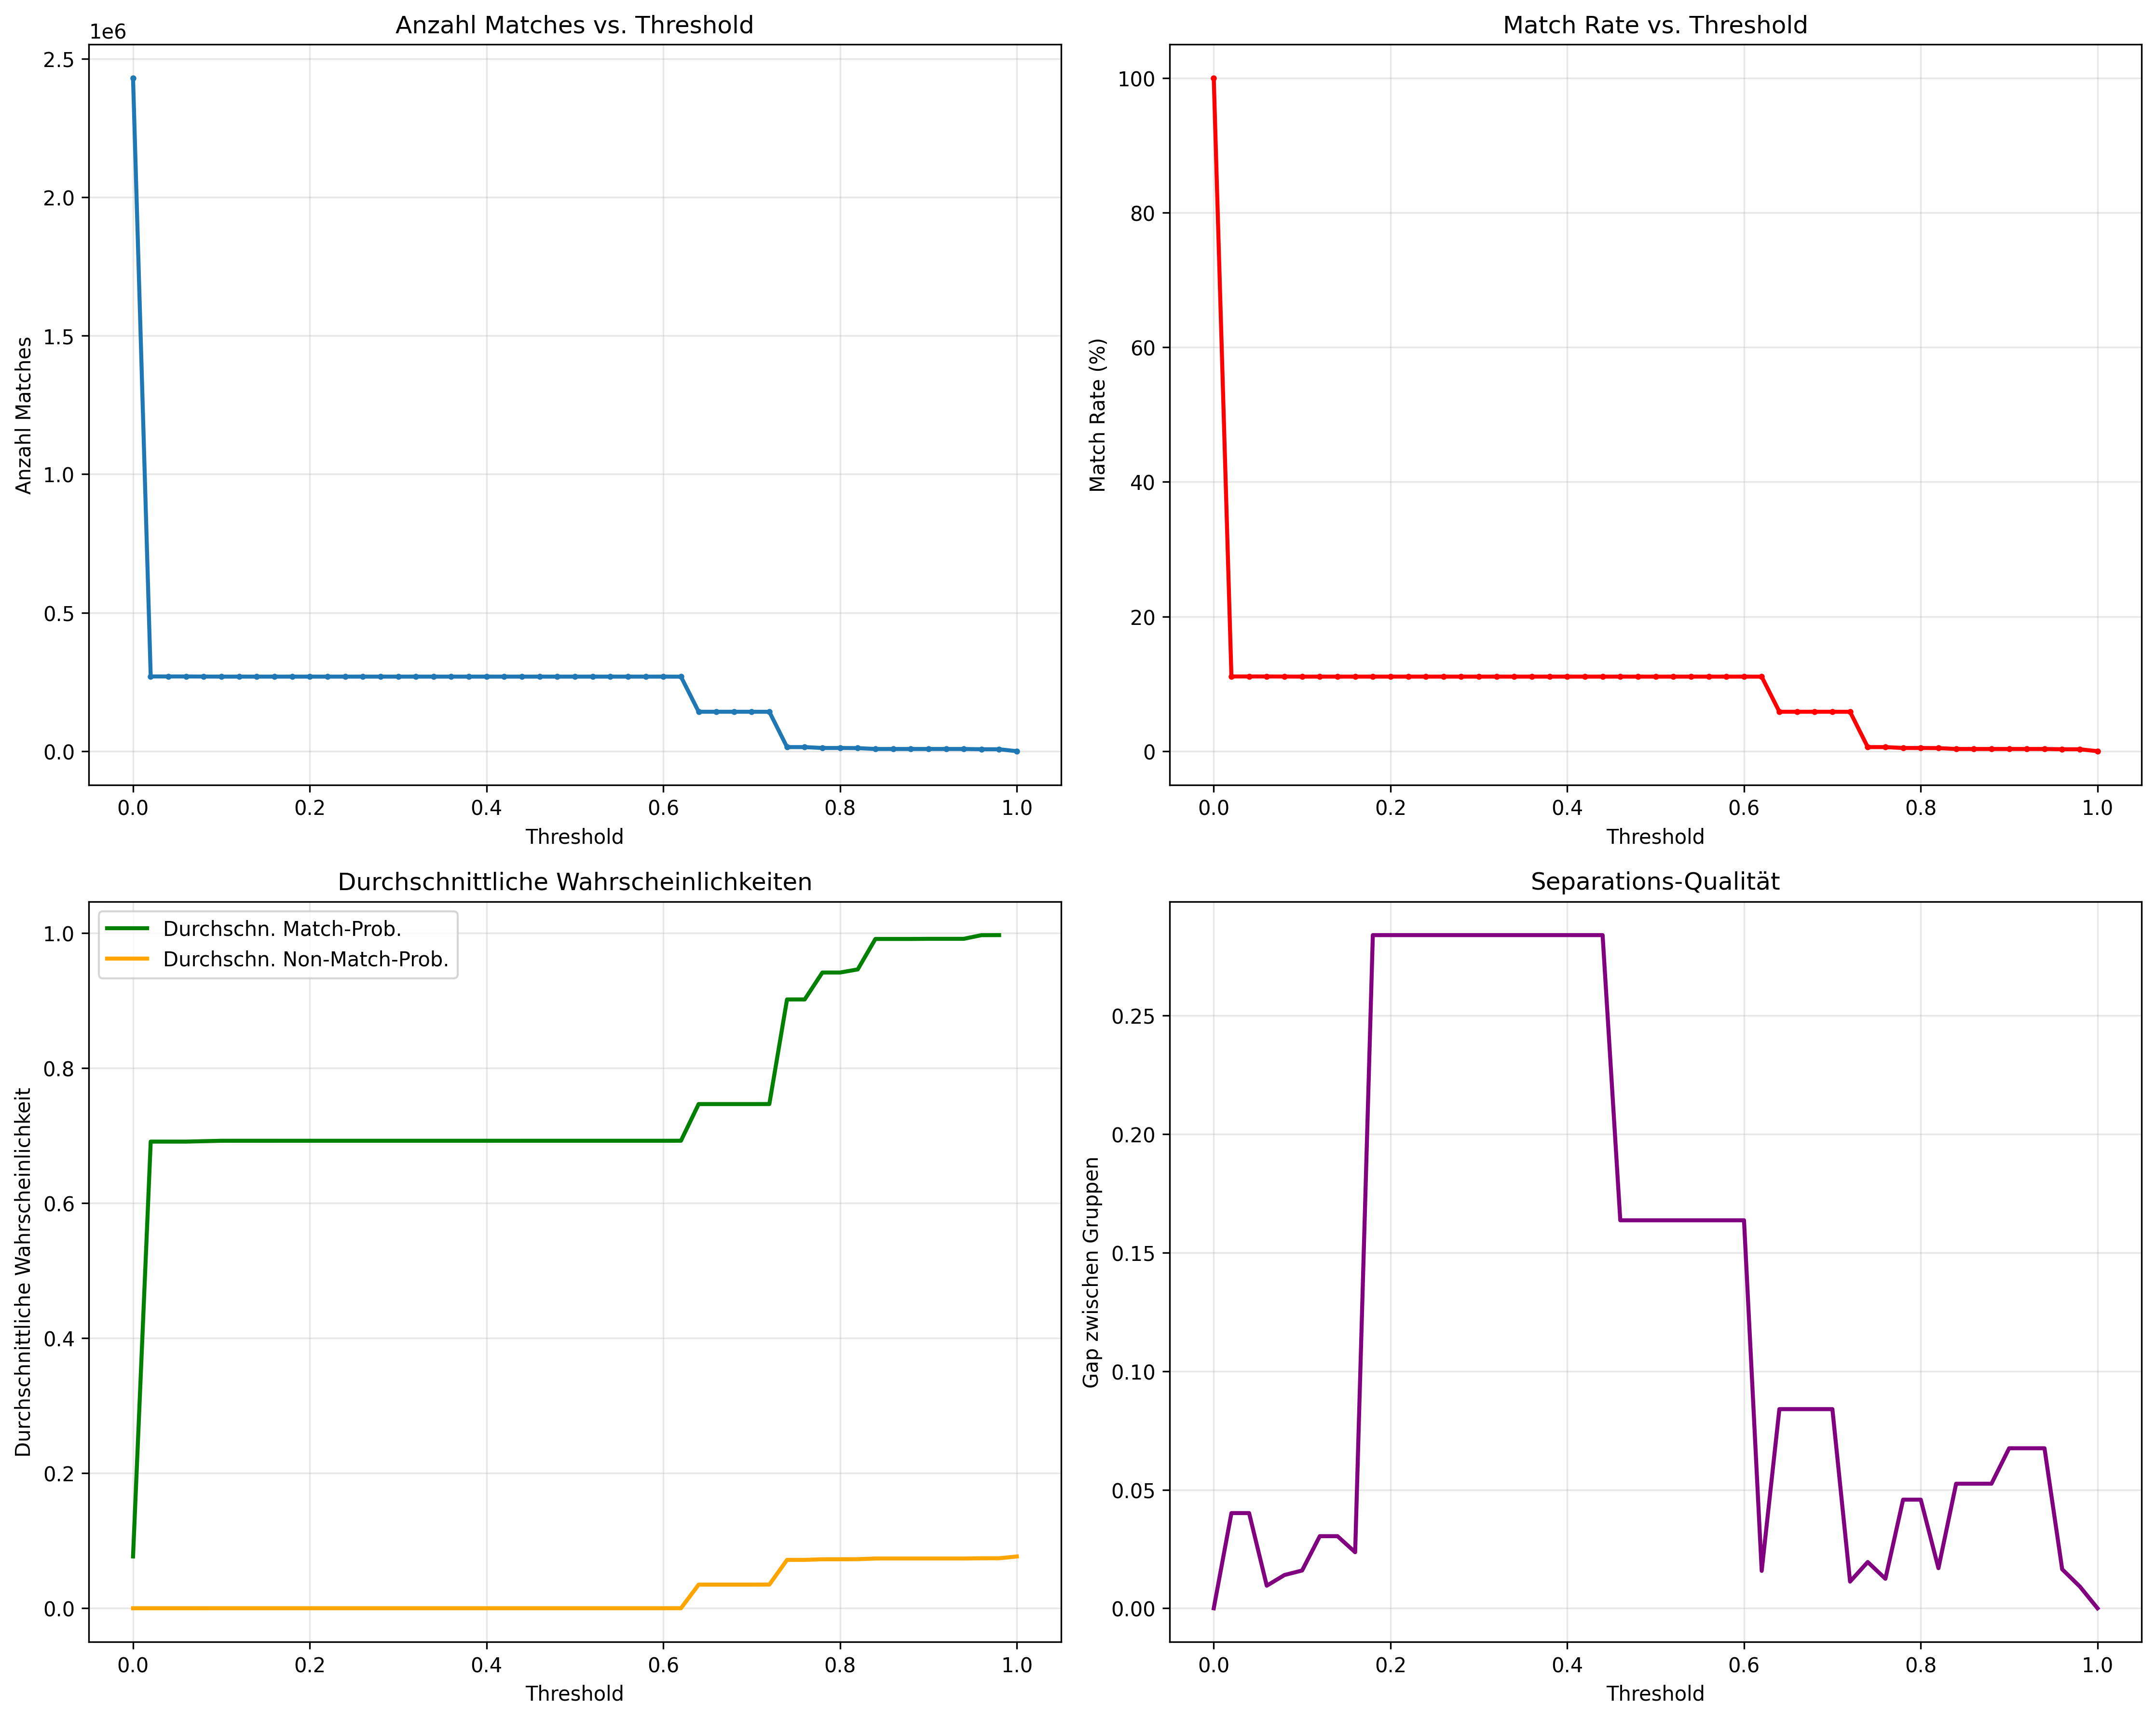 Anzahl Matches vs. Threshold
1e6
2.5
2.0
1.5
1.0
0.5
0.0
Anzahl Matches
0.0 0.2 0.4 0.6 0.8 1.0
Threshold
Match Rate vs. Threshold
100
80
60
40
20
0
Match Rate (%)
0.0 0.2 0.4 0.6 0.8 1.0
Threshold
Durchschnittliche Wahrscheinlichkeiten
Durchschn. Match-Prob.
Durchschn. Non-Match-Prob.
1.0
0.8
0.6
0.4
0.2
0.0
Durchschnittliche Wahrscheinlichkeit
0.0 0.2 0.4 0.6 0.8 1.0
Threshold
Separations-Qualität
0.25
0.20
0.15
0.10
0.05
0.00
Gap zwischen Gruppen
0.0 0.2 0.4 0.6 0.8 1.0
Threshold